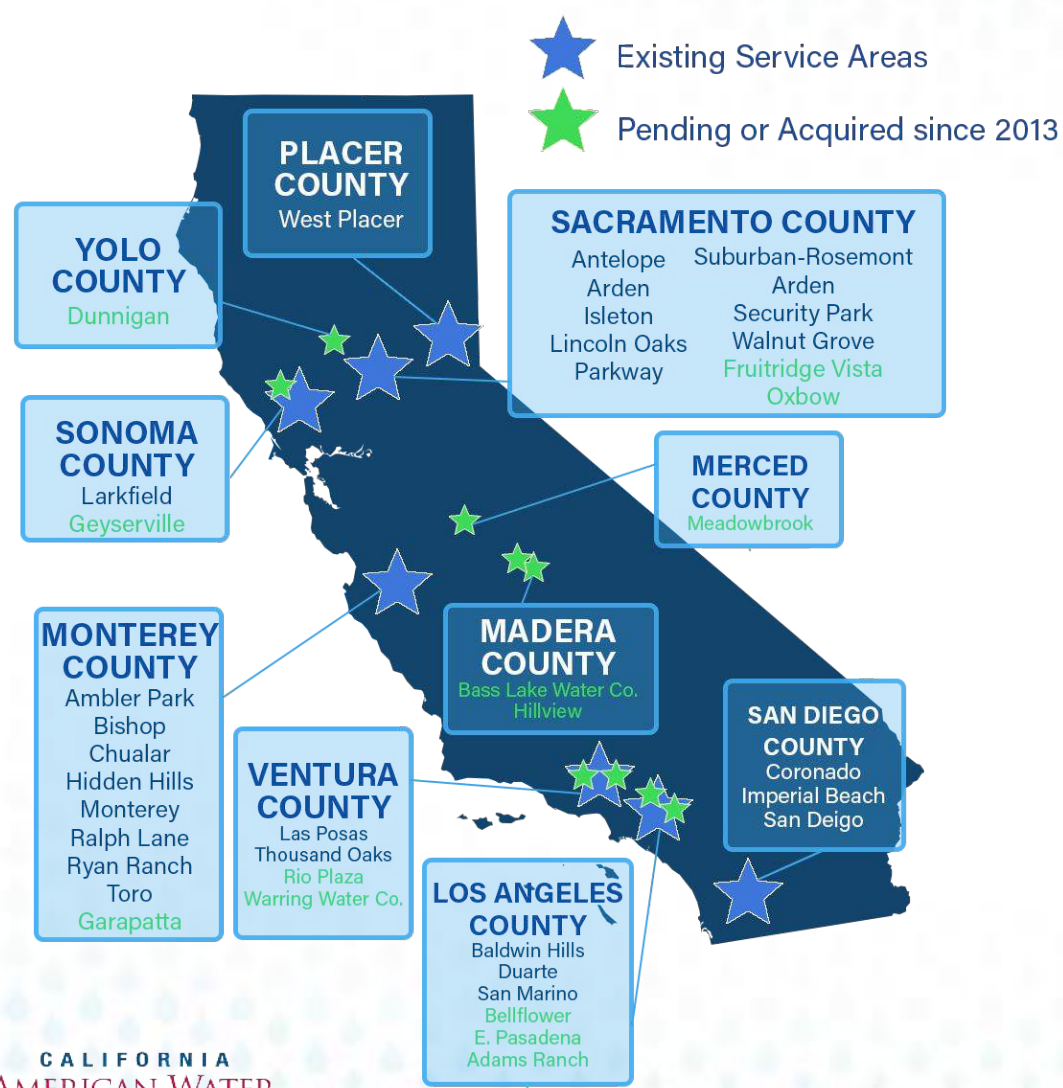 Existing Service Areas
Pending or Acquired since 2013
PLACER
COUNTY
West Placer
YOLO
COUNTY
Dunnigan
SACRAMENTO COUNTY
Antelope
Arden
Isleton
Lincoln Oaks
Parkway
Suburban-Rosemont
Arden
Security Park
Walnut Grove
Fruitridge Vista
Oxbow
SONOMA
COUNTY
Larkfield
Geyserville
MERCED
COUNTY
Meadowbrook
MONTEREY
COUNTY
Ambler Park
Bishop
Chualar
Hidden Hills
Monterey
Ralph Lane
Ryan Ranch
Toro
Garapatta
MADERA
COUNTY
Bass Lake Water Co.
Hillview
VENTURA
COUNTY
Las Posas
Thousand Oaks
Rio Plaza
Warring Water Co.
SAN DIEGO
COUNTY
Coronado
Imperial Beach
San Deigo
LOS ANGELES
COUNTY
Baldwin Hills
Duarte
San Marino
Bellflower
E. Pasadena
Adams Ranch
CALIFORNIA
AMERICAN WATER